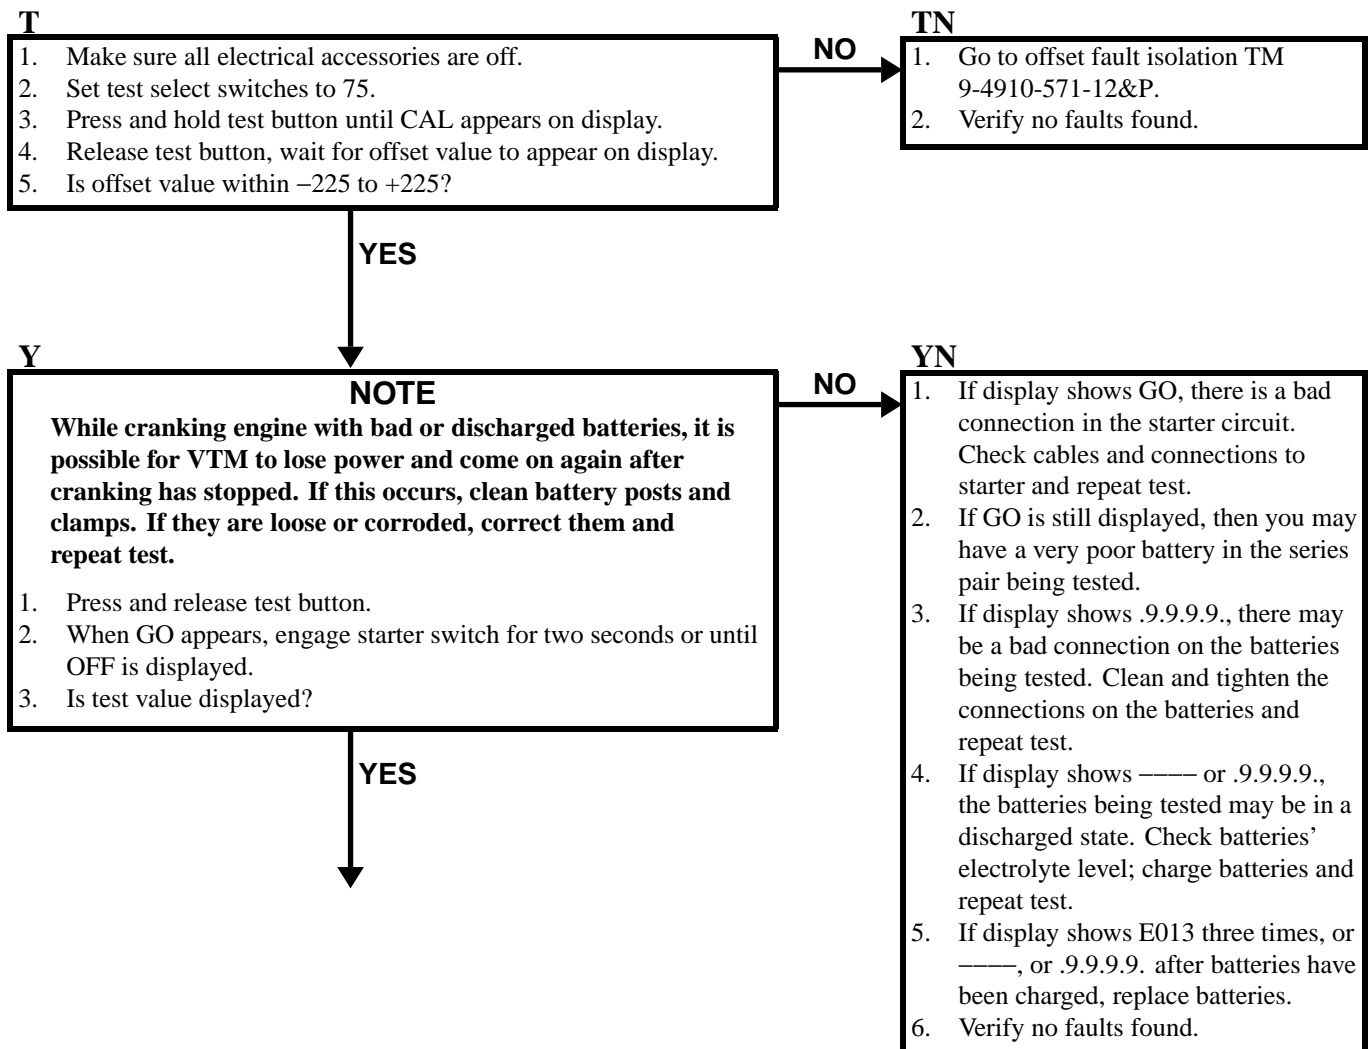 T
1. Make sure all electrical accessories are off.
2. Set test select switches to 75.
3. Press and hold test button until CAL appears on display.
4. Release test button, wait for offset value to appear on display.
5. Is offset value within −225 to +225?
NO
TN
1. Go to offset fault isolation TM
9-4910-571-12&P.
2. Verify no faults found.
YES
Y
NOTE
While cranking engine with bad or discharged batteries, it is
possible for VTM to lose power and come on again after
cranking has stopped. If this occurs, clean battery posts and
clamps. If they are loose or corroded, correct them and
repeat test.
1. Press and release test button.
2. When GO appears, engage starter switch for two seconds or until
OFF is displayed.
3. Is test value displayed?
NO
YN
1. If display shows GO, there is a bad
connection in the starter circuit.
Check cables and connections to
starter and repeat test.
2. If GO is still displayed, then you may
have a very poor battery in the series
pair being tested.
3. If display shows .9.9.9.9., there may
be a bad connection on the batteries
being tested. Clean and tighten the
connections on the batteries and
repeat test.
4. If display shows −−−− or .9.9.9.9.,
the batteries being tested may be in a
discharged state. Check batteries’
electrolyte level; charge batteries and
repeat test.
5. If display shows E013 three times, or
−−−−, or .9.9.9.9. after batteries have
been charged, replace batteries.
6. Verify no faults found.
YES